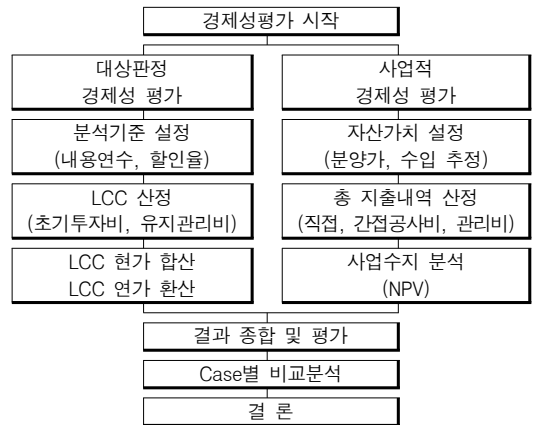 경제성평가 시작
대상판정
경제성 평가
사업적
경제성 평가
분석기준 설정
(내용연수, 할인율)
자산가치 설정
(분양가, 수입 추정)
LCC 산정
(초기투자비, 유지관리비)
총 지출내역 산정
(직접, 간접공사비, 관리비)
LCC 현가 합산
LCC 연가 환산
사업수지 분석
(NPV)
결과 종합 및 평가
Case별 비교분석
결 론